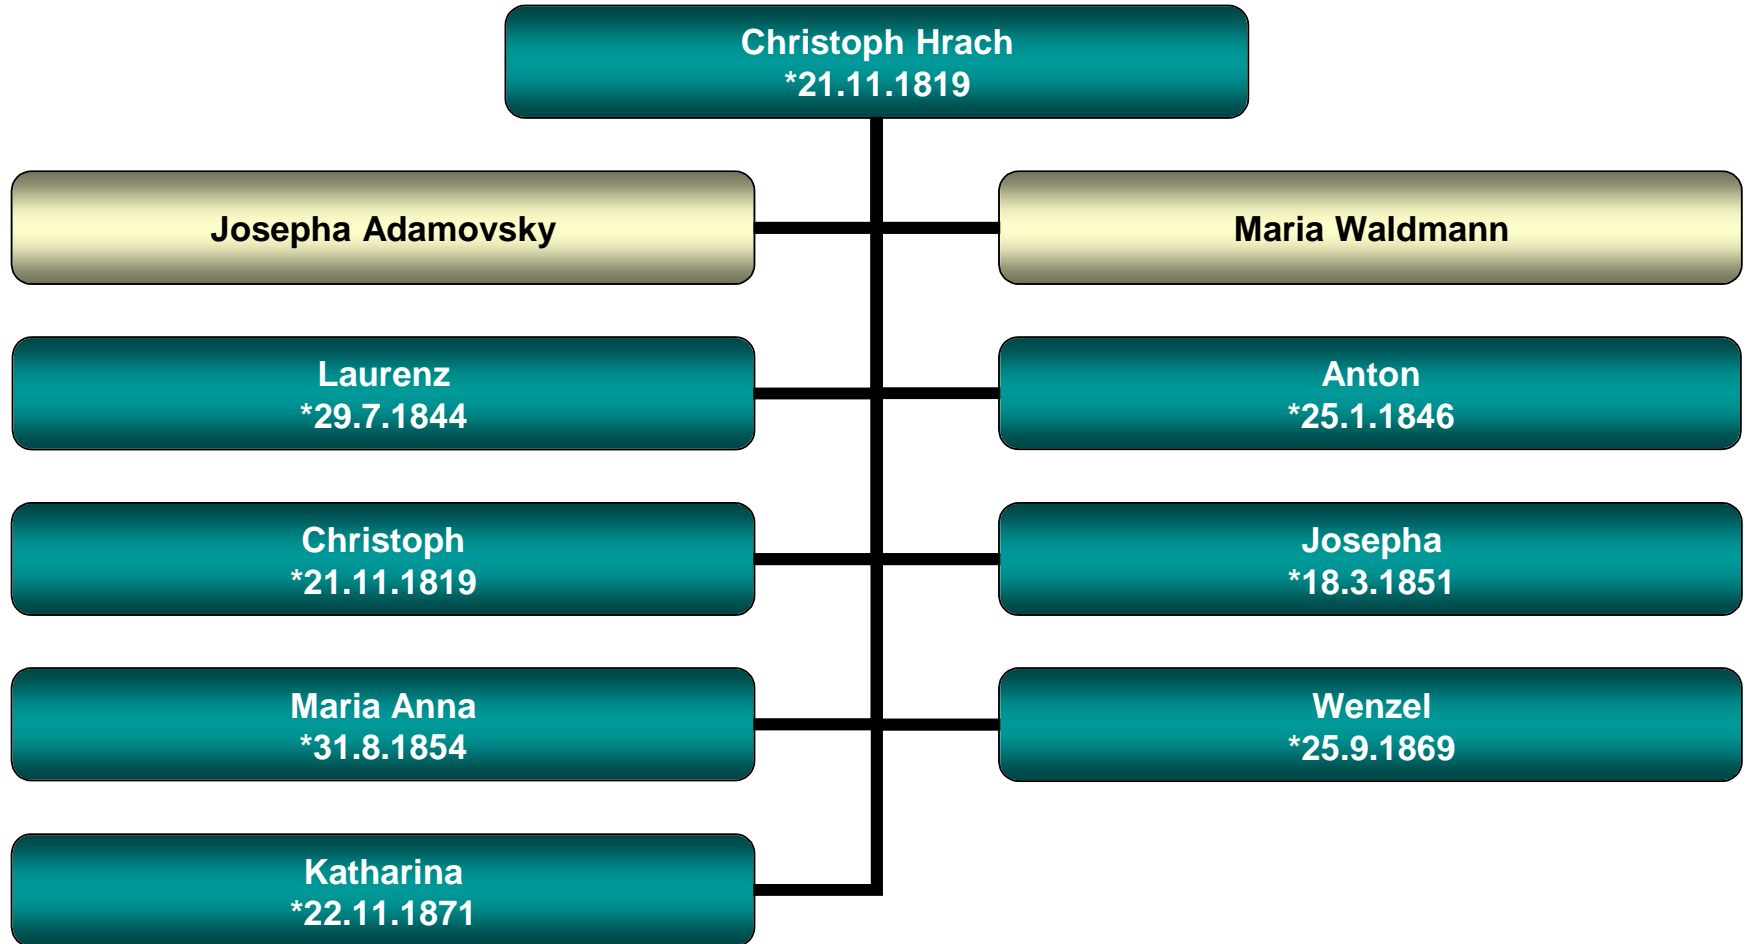 Christoph Hrach
*21.11.1819
Josepha Adamovsky
Maria Waldmann
Laurenz
*29.7.1844
Anton
*25.1.1846
Christoph
*21.11.1819
Josepha
*18.3.1851
Maria Anna
*31.8.1854
Wenzel
*25.9.1869
Katharina
*22.11.1871